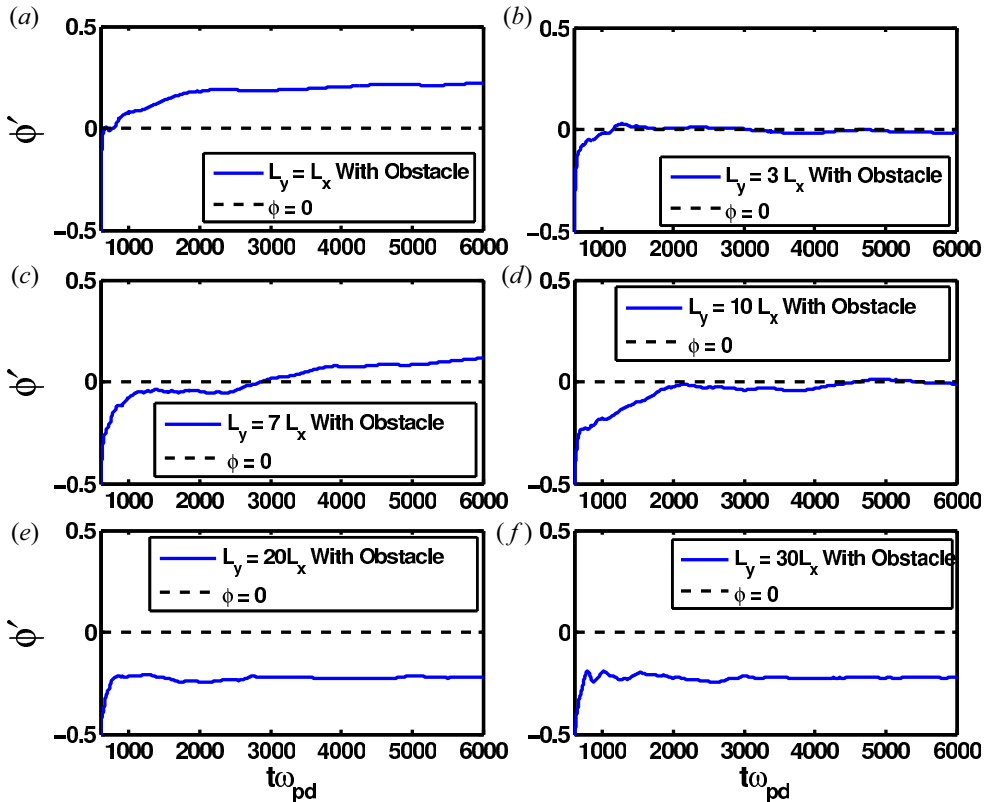 (a)
0.5
0
−0.5
ϕ′
L_y = L_x With Obstacle
ϕ = 0
1000 2000 3000 4000 5000 6000
(b)
0.5
0
−0.5
L_y = 3 L_x With Obstacle
ϕ = 0
1000 2000 3000 4000 5000 6000
(c)
0.5
0
−0.5
ϕ′
L_y = 7 L_x With Obstacle
ϕ = 0
1000 2000 3000 4000 5000 6000
(d)
0.5
0
−0.5
L_y = 10 L_x With Obstacle
ϕ = 0
1000 2000 3000 4000 5000 6000
(e)
0.5
0
−0.5
ϕ′
L_y = 20L_x With Obstacle
ϕ = 0
1000 2000 3000 4000 5000 6000
tω_pd
(f)
0.5
0
−0.5
L_y = 30L_x With Obstacle
ϕ = 0
1000 2000 3000 4000 5000 6000
tω_pd